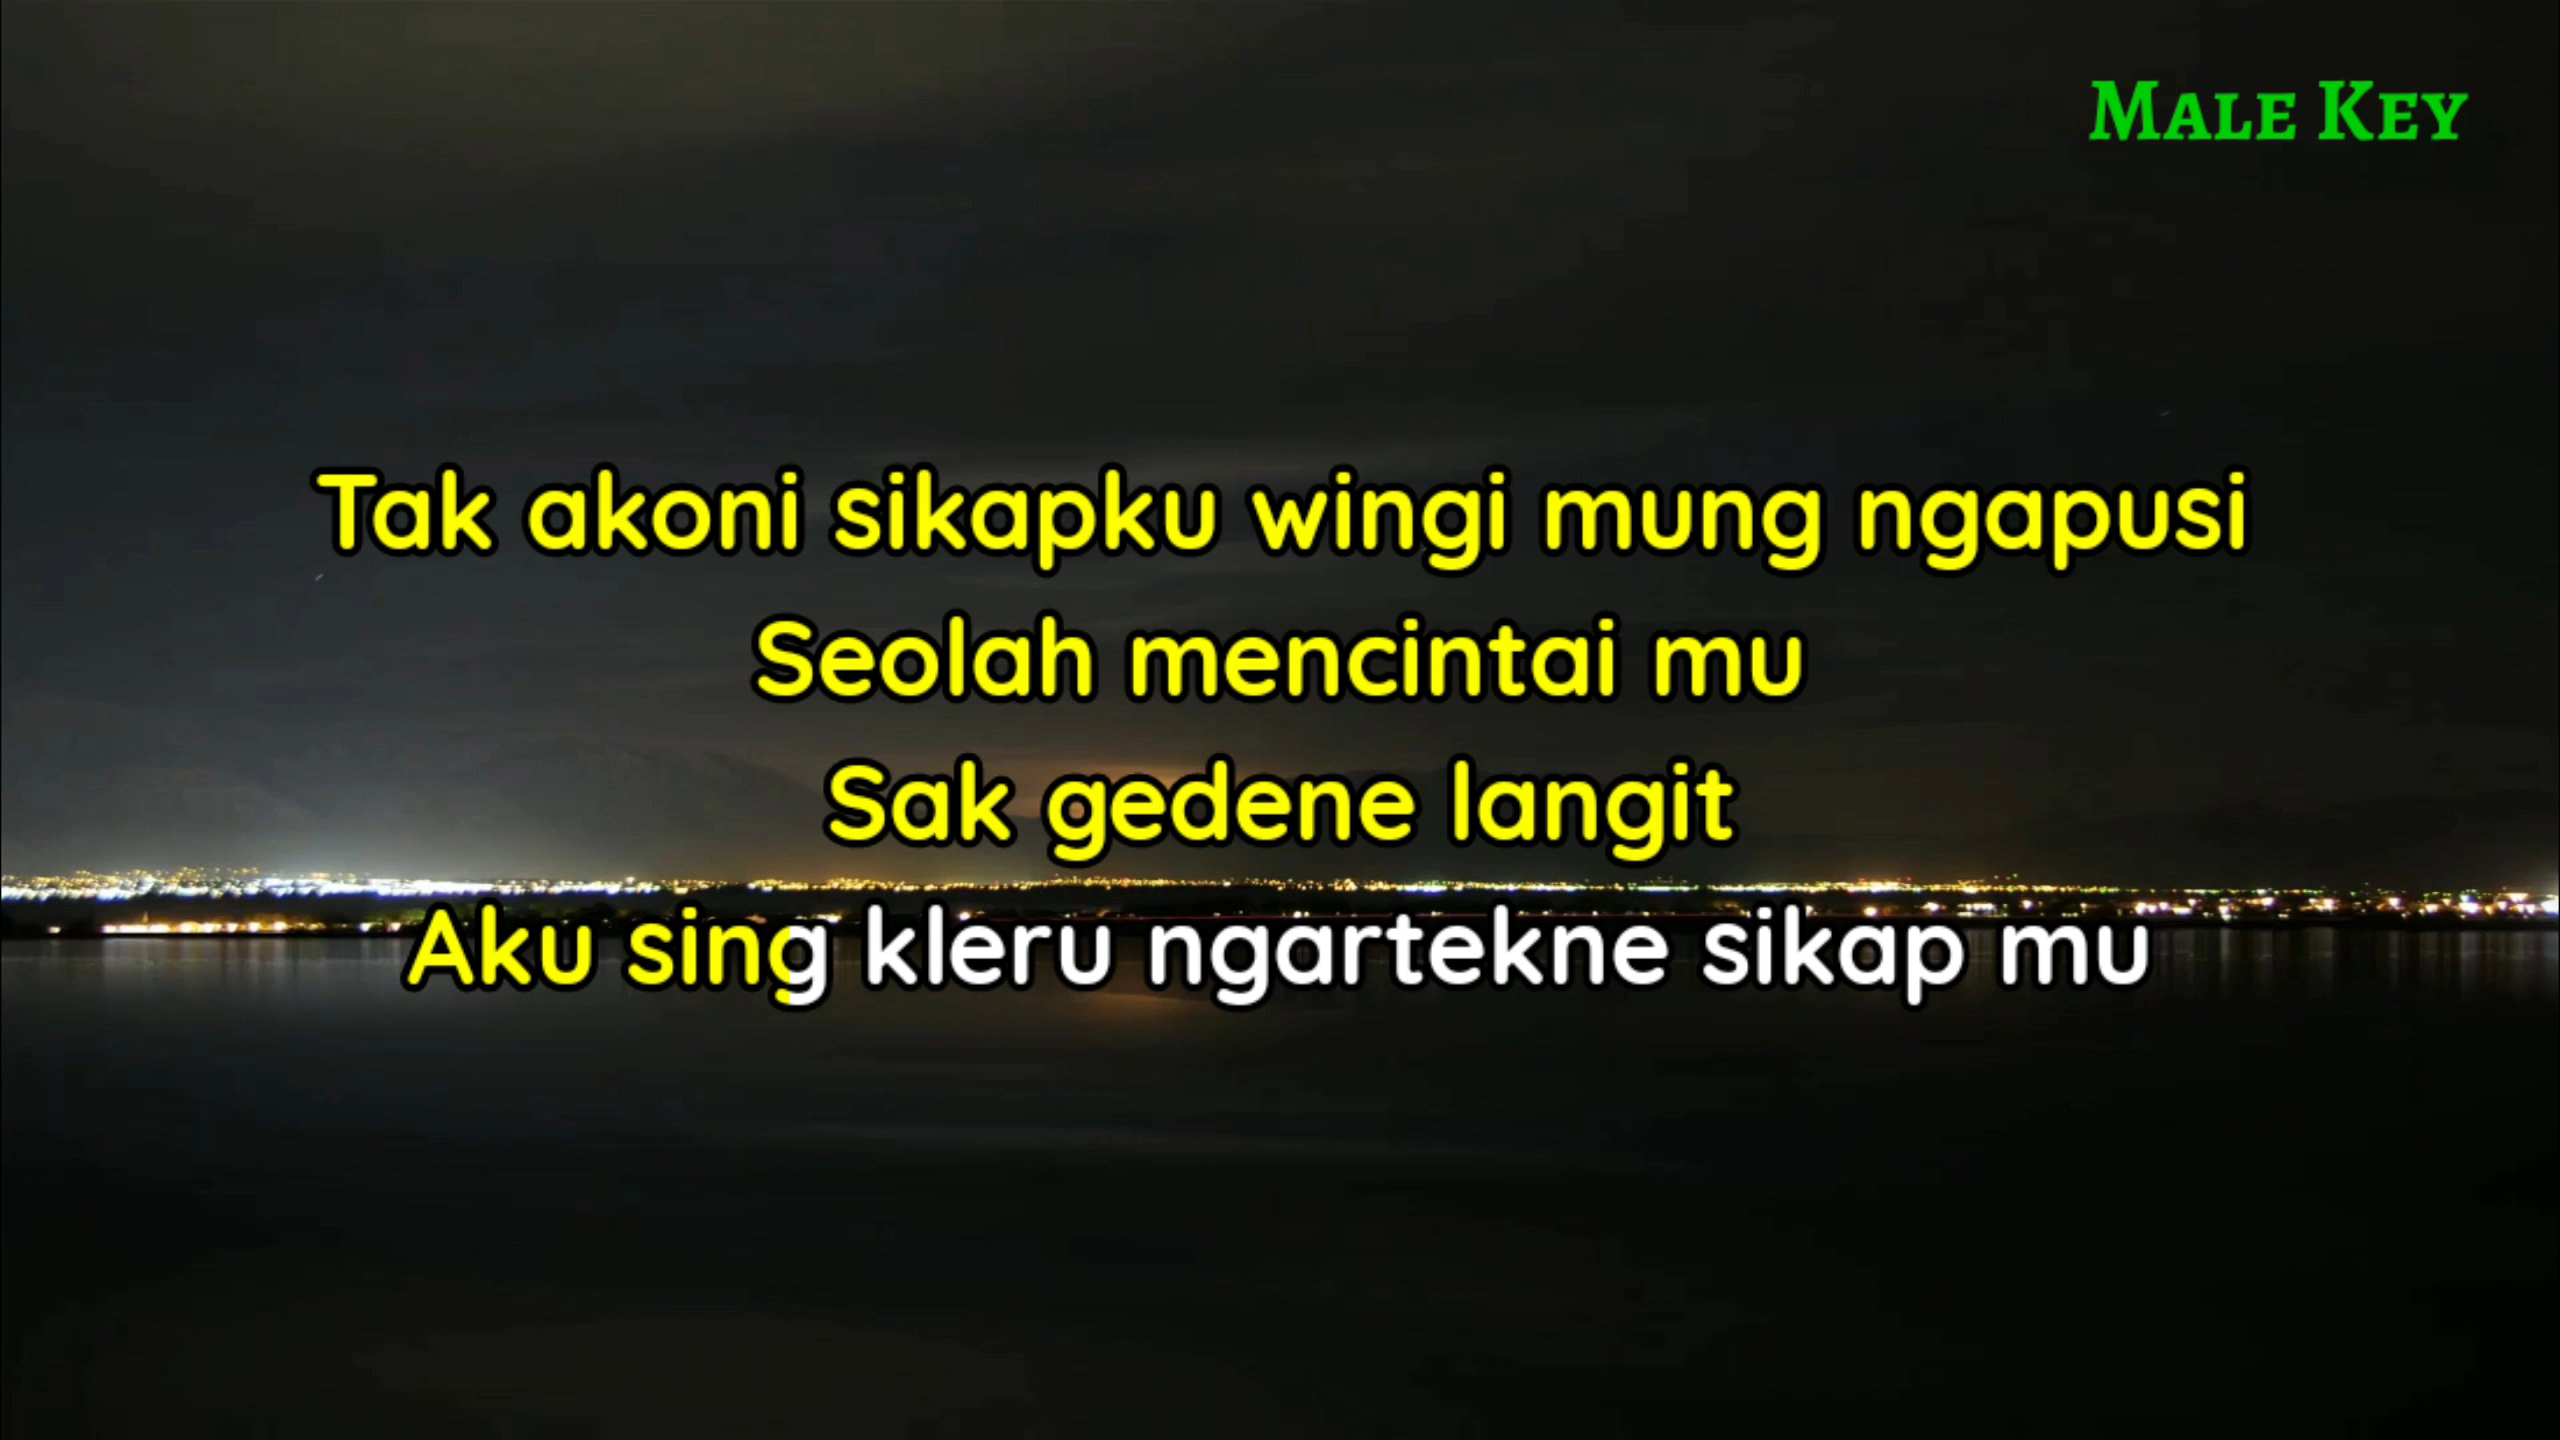 MALE KEY
Tak akoni sikapku wingi mung ngapusi
Seolah mencintai mu
Sak gedene langit
Aku sing kleru ngartekne sikap mu